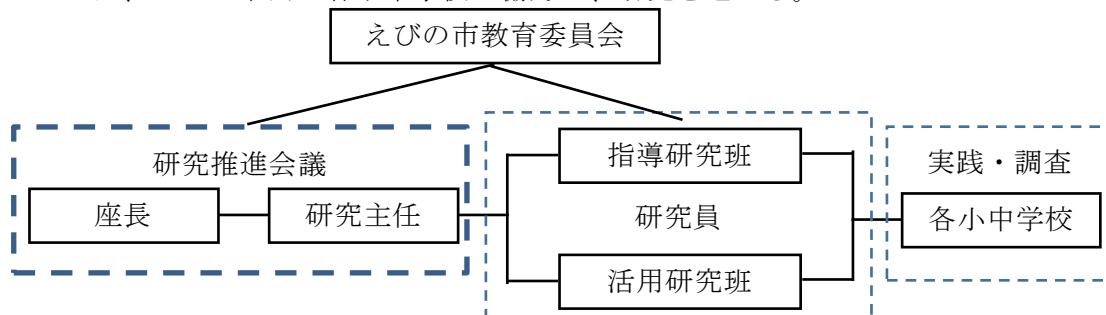 えびの市教育委員会
研究推進会議
座長
研究主任
指導研究班
研究員
活用研究班
実践・調査
各小中学校